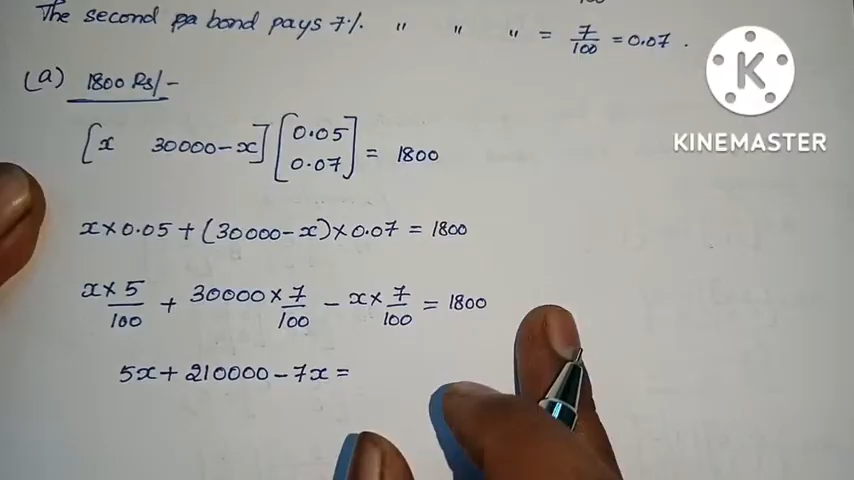 The second bond pays 7% " " " = 7/100 = 0.07 .
(a) 1800 Rs/-
[x 30000-x] [0.05 0.07] = 1800
x×0.05+(30000-x)×0.07 = 1800
x×5/100 + 30000×7/100 - x×7/100 = 1800
5x+210000-7x =
K
KINEMASTER